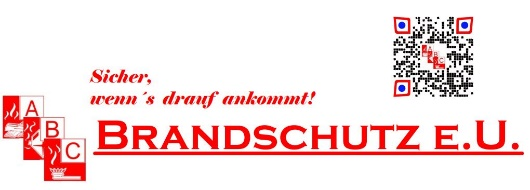 Sicher,
wenn´s drauf ankommt!
A
B
C
BRANDSCHUTZ E.U.